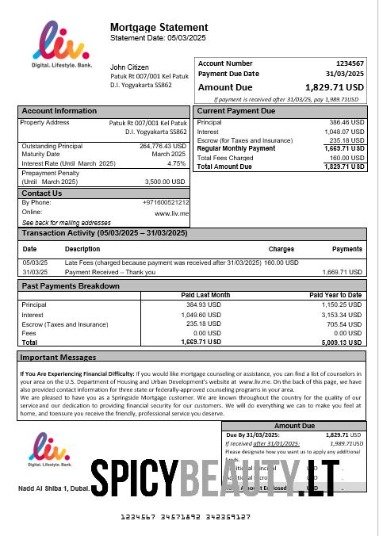 liv.
Digital. Lifestyle. Bank.
Mortgage Statement
Statement Date: 05/03/2025
John Citizen
Patuk Rt 007/001 Kel Patuk
D.I. Yogyakarta 55862
Account Number 1234567
Payment Due Date 31/03/2025
Amount Due 1,829.71 USD
If payment is received after 31/03/25, pay 1,989.71USD
Account Information
Property Address Patuk Rt 007/001 Kel Patuk
D.I. Yogyakarta 55862
Outstanding Principal 264,776.43 USD
Maturity Date March 2025
Interest Rate (Until March 2025) 4.75%
Prepayment Penalty
(Until March 2025) 3,500.00 USD
Contact Us
By Phone: +971600521212
Online: www.liv.me
See back for mailing addresses
Current Payment Due
Principal 386.46 USD
Interest 1,048.07 USD
Escrow (for Taxes and Insurance) 235.18 USD
Regular Monthly Payment 1,669.71 USD
Total Fees Charged 160.00 USD
Total Amount Due 1,829.71 USD
Transaction Activity (05/03/2025 – 31/03/2025)
Date Description Charges Payments
05/03/25 Late Fees (charged because payment was received after 31/03/2025) 160.00 USD
31/03/25 Payment Received – Thank you 1,669.71 USD
Past Payments Breakdown
Paid Last Month Paid Year to Date
Principal 384.93 USD 1,150.25 USD
Interest 1,049.60 USD 3,153.34 USD
Escrow (Taxes and Insurance) 235.18 USD 705.54 USD
Fees 0.00 USD 0.00 USD
Total 1,669.71 USD 5,009.13 USD
Important Messages
If You Are Experiencing Financial Difficulty: If you would like mortgage counseling or assistance, you can find a list of counselors in
your area on the U.S. Department of Housing and Urban Development's website at www.liv.me. On the back of this page, we have
also provided contact information for three state or federally-approved counseling programs in your area.
We are pleased to have you as a Springside Mortgage customer. We are known throughout the country for the quality of our
service and our dedication to providing financial security for our customers. We will do everything we can to make you feel at
home, and to ensure you receive the friendly, professional service you deserve.
liv.
Digital. Lifestyle. Bank.
Nadd Al Shiba 1, Dubai.
Amount Due
Due By 31/03/2025: 1,829.71 USD
If received after 31/01/2025: 1,989.71USD
Please designate how you want us to apply any additional
SPICYBEAUTY.LT
1234567 34571892 342359127